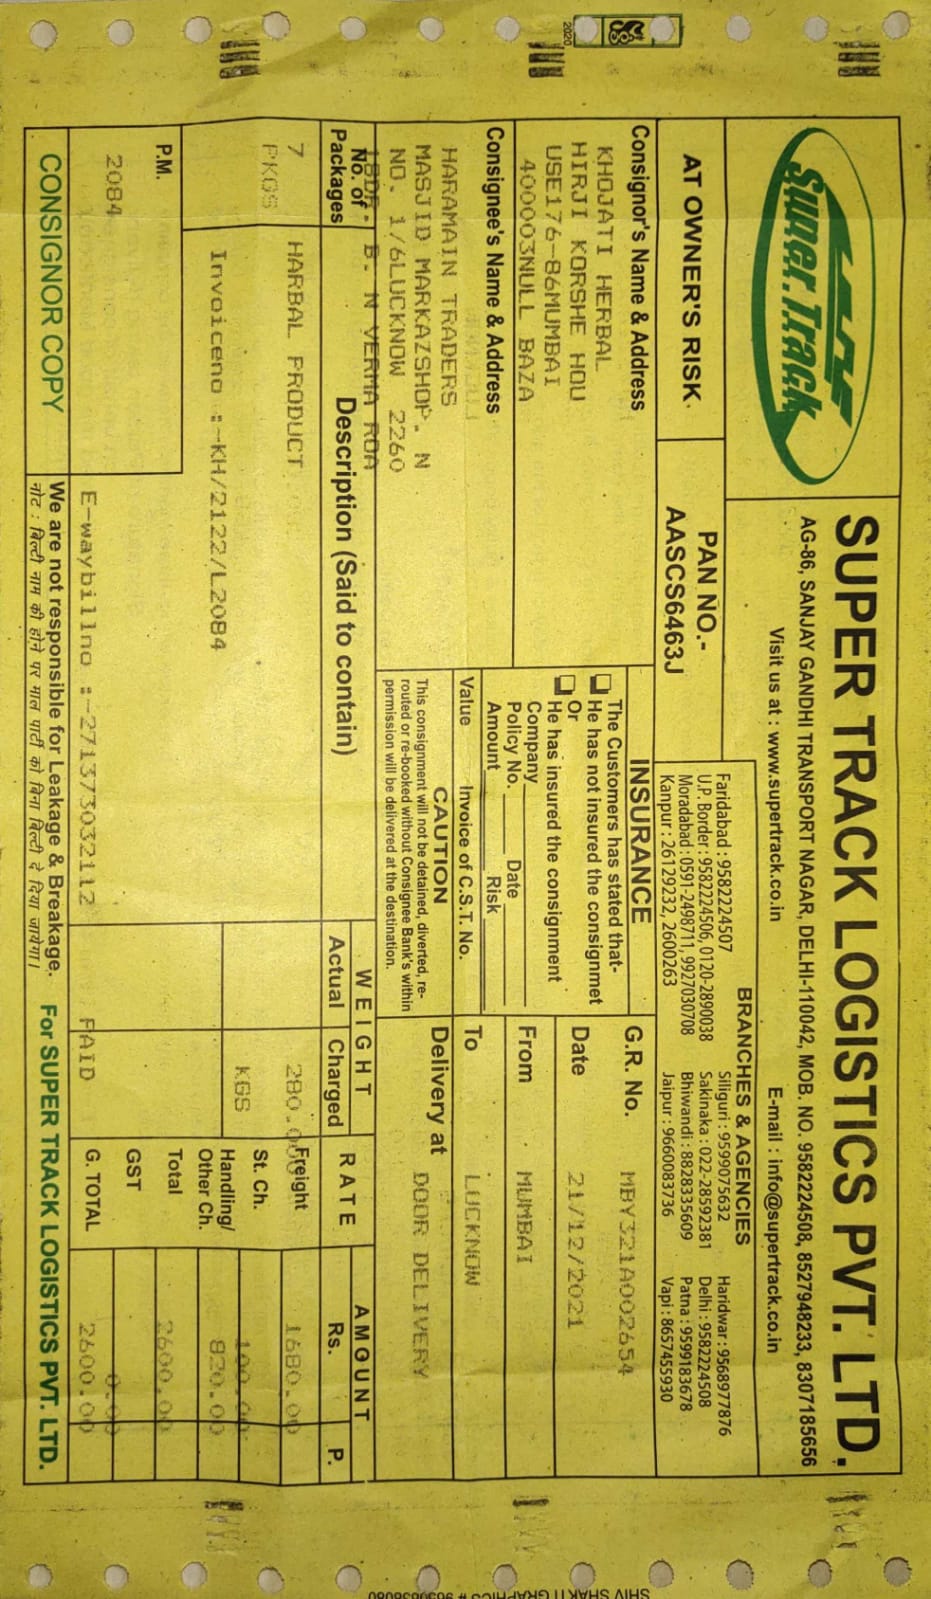 2020
Super Track
SUPER TRACK LOGISTICS PVT. LTD.
AG-86, SANJAY GANDHI TRANSPORT NAGAR, DELHI-110042, MOB. NO. 9582224508, 8527948233, 8307185656
Visit us at : www.supertrack.co.in E-mail : info@supertrack.co.in
AT OWNER'S RISK
PAN NO.-
AASCS6463J
BRANCHES & AGENCIES
Faridabad : 9582224507 Siliguri : 9599075632 Haridwar : 9568977876
U.P. Border : 9582224506, 0120-2890038 Sakinaka : 022-28592381 Delhi : 9582224508
Moradabad : 0591-2498711, 9927030708 Bhiwandi : 8828335609 Patna : 9599183678
Kanpur : 26129232, 2600263 Jaipur : 9660083736 Vapi : 8657455930
Consignor's Name & Address
KHOJATI HERBAL
HIRJI KORSHE HOU
USE176-86MUMBAI
400003NULL BAZA
Consignee's Name & Address
HARAMAIN TRADERS
MASJID MARKAZSHOP. N
NO. 1/6LUCKNOW 2260
18DR. B. N VERMA ROA
INSURANCE
The Customers has stated that-
He has not insured the consignmet
Or
He has insured the consignment
Company
Policy No. Date
Amount Risk
Value Invoice of C.S.T. No.
CAUTION
This consignment will not be detained, diverted, re-
routed or re-booked without Consignee Bank's within
permission will be delivered at the destination.
G.R. No. MBY321A002654
Date 21/12/2021
From MUMBAI
To LUCKNOW
Delivery at DOOR DELIVERY
No. of
Packages
Description (Said to contain)
WEIGHT
Actual Charged
RATE
AMOUNT
Rs. P.
7
PKGS
HARBAL PRODUCT
Invoiceno :-KH/2122/L2084
280.000
KGS
Freight 1680.00
St. Ch. 100.00
Handling/
Other Ch. 820.00
Total 2600.00
GST 0.00
G. TOTAL 2600.00
P.M.
2084
E-waybillno :-271373032112
PAID
CONSIGNOR COPY
We are not responsible for Leakage & Breakage.
नोट : बिल्टी नाम की होने पर माल पार्टी को बिना बिल्टी दे दिया जायेगा।
For SUPER TRACK LOGISTICS PVT. LTD.